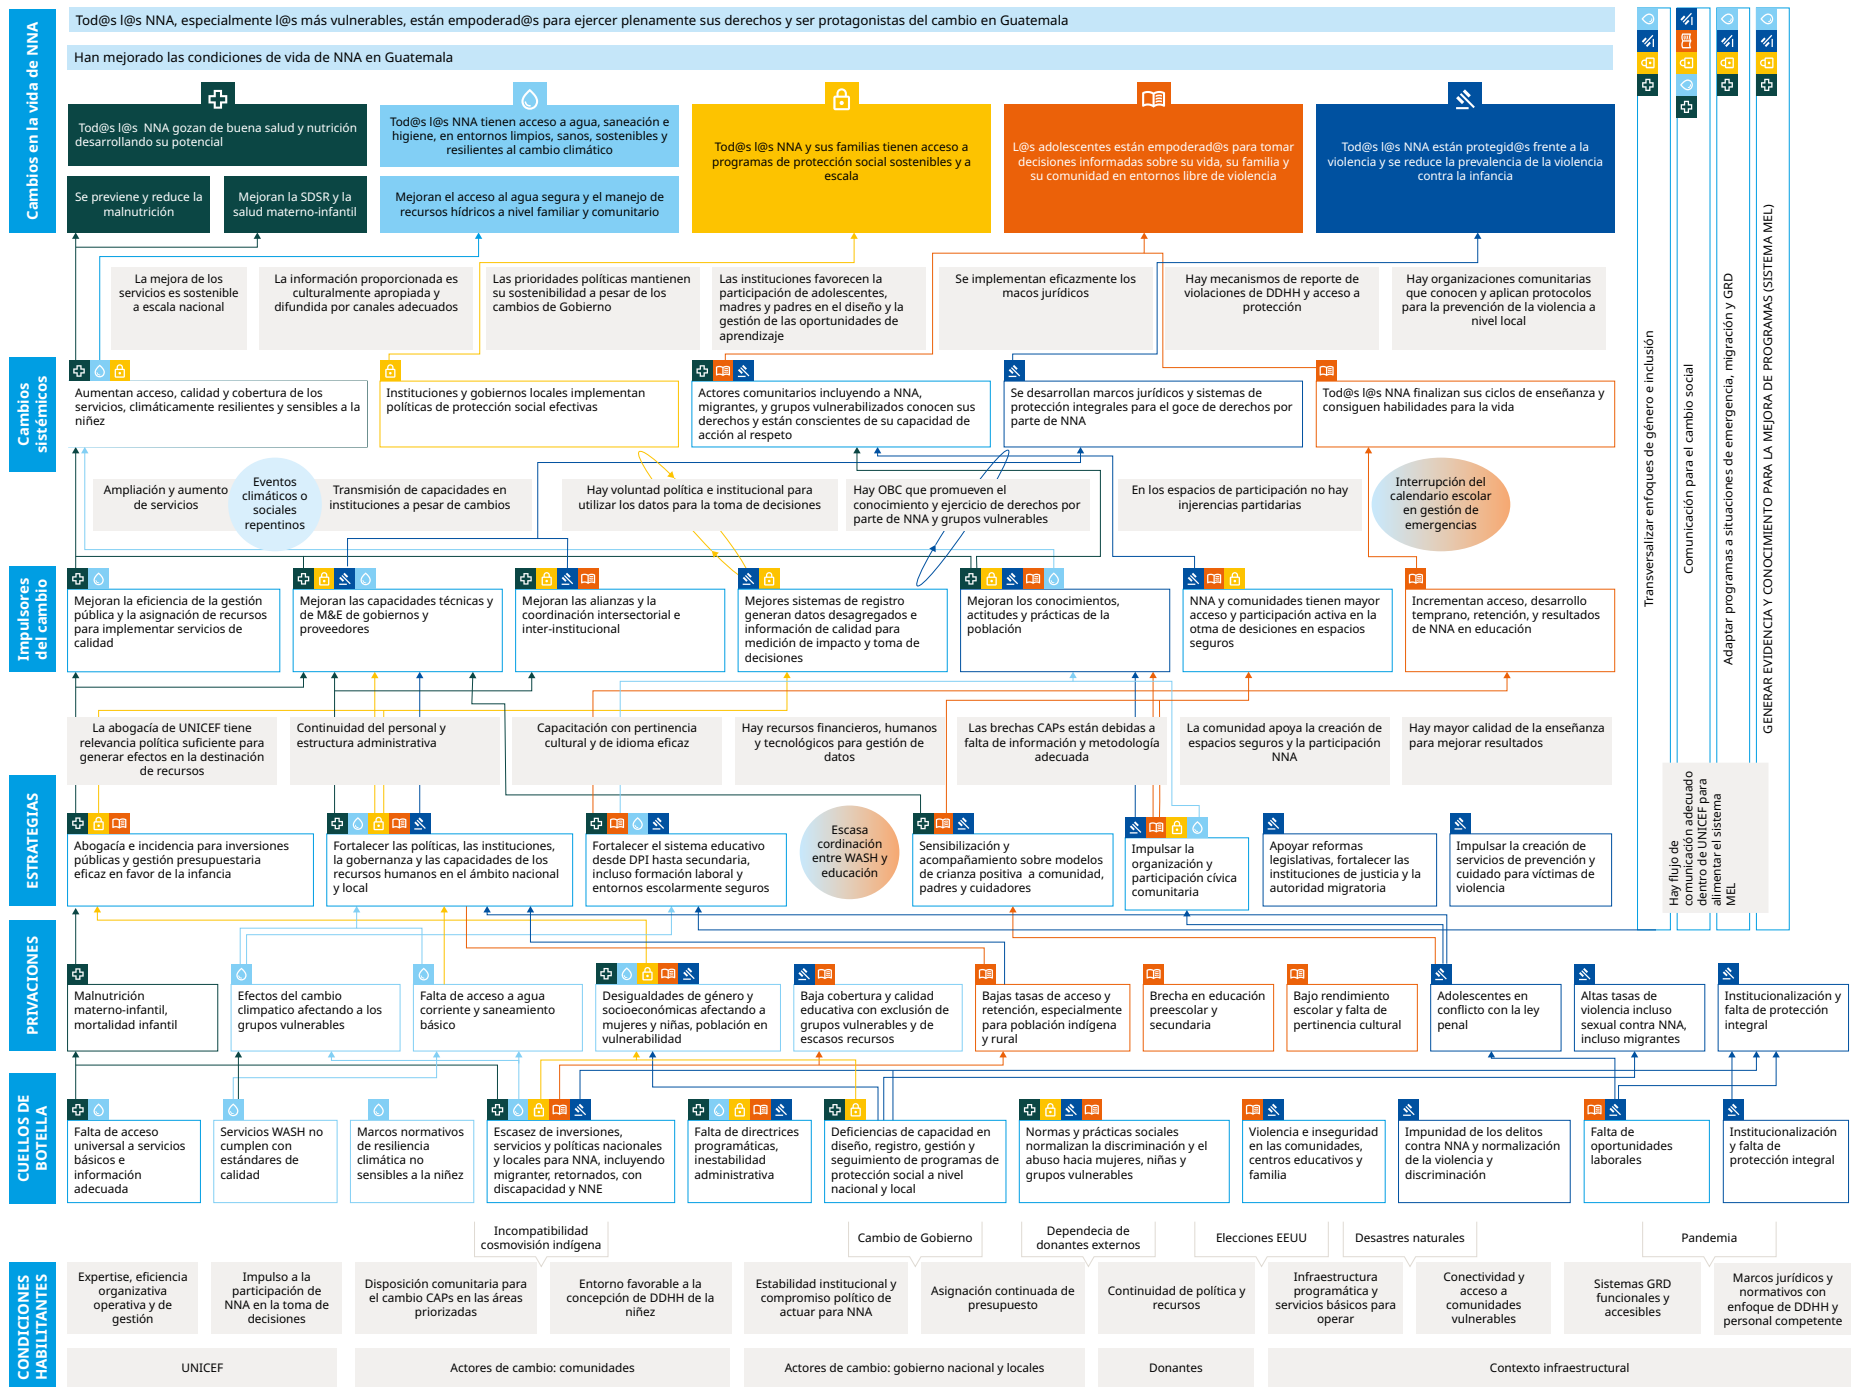 Cambios en la vida de NNA
Tod@s l@s NNA, especialmente l@s más vulnerables, están empoderad@s para ejercer plenamente sus derechos y ser protagonistas del cambio en Guatemala
Han mejorado las condiciones de vida de NNA en Guatemala
Tod@s l@s NNA gozan de buena salud y nutrición
desarrollando su potencial
Se previene y reduce la
malnutrición
Mejoran la SDSR y la
salud materno-infantil
Tod@s l@s NNA tienen acceso a agua, saneación e
higiene, en entornos limpios, sanos, sostenibles y
resilientes al cambio climático
Mejoran el acceso al agua segura y el manejo de
recursos hídricos a nivel familiar y comunitario
Tod@s l@s NNA y sus familias tienen acceso a
programas de protección social sostenibles y a
escala
L@s adolescentes están empoderad@s para tomar
decisiones informadas sobre su vida, su familia y
su comunidad en entornos libre de violencia
Tod@s l@s NNA están protegid@s frente a la
violencia y se reduce la prevalencia de la violencia
contra la infancia
La mejora de los
servicios es sostenible
a escala nacional
La información proporcionada es
culturalmente apropiada y
difundida por canales adecuados
Las prioridades políticas mantienen
su sostenibilidad a pesar de los
cambios de Gobierno
Las instituciones favorecen la
participación de adolescentes,
madres y padres en el diseño y la
gestión de las oportunidades de
aprendizaje
Se implementan eficazmente los
macos jurídicos
Hay mecanismos de reporte de
violaciones de DDHH y acceso a
protección
Hay organizaciones comunitarias
que conocen y aplican protocolos
para la prevención de la violencia a
nivel local
Cambios
sistémicos
Aumentan acceso, calidad y cobertura de los
servicios, climáticamente resilientes y sensibles a la
niñez
Instituciones y gobiernos locales implementan
políticas de protección social efectivas
Actores comunitarios incluyendo a NNA,
migrantes, y grupos vulnerabilizados conocen sus
derechos y están conscientes de su capacidad de
acción al respeto
Se desarrollan marcos jurídicos y sistemas de
protección integrales para el goce de derechos por
parte de NNA
Tod@s l@s NNA finalizan sus ciclos de enseñanza y
consiguen habilidades para la vida
Ampliación y aumento
de servicios
Eventos
climáticos o
sociales
repentinos
Transmisión de capacidades en
instituciones a pesar de cambios
Hay voluntad política e institucional para
utilizar los datos para la toma de decisiones
Hay OBC que promueven el
conocimiento y ejercicio de derechos por
parte de NNA y grupos vulnerables
En los espacios de participación no hay
injerencias partidarias
Interrupción del
calendario escolar
en gestión de
emergencias
Impulsores
del cambio
Mejoran la eficiencia de la gestión
pública y la asignación de recursos
para implementar servicios de
calidad
Mejoran las capacidades técnicas y
de M&E de gobiernos y
proveedores
Mejoran las alianzas y la
coordinación intersectorial e
inter-institucional
Mejores sistemas de registro
generan datos desagregados e
información de calidad para
medición de impacto y toma de
decisiones
Mejoran los conocimientos,
actitudes y prácticas de la
población
NNA y comunidades tienen mayor
acceso y participación activa en la
otma de desiciones en espacios
seguros
Incrementan acceso, desarrollo
temprano, retención, y resultados
de NNA en educación
La abogacía de UNICEF tiene
relevancia política suficiente para
generar efectos en la destinación
de recursos
Continuidad del personal y
estructura administrativa
Capacitación con pertinencia
cultural y de idioma eficaz
Hay recursos financieros, humanos
y tecnológicos para gestión de
datos
Las brechas CAPs están debidas a
falta de información y metodología
adecuada
La comunidad apoya la creación de
espacios seguros y la participación
NNA
Hay mayor calidad de la enseñanza
para mejorar resultados
ESTRATEGIAS
Abogacía e incidencia para inversiones
públicas y gestión presupuestaria
eficaz en favor de la infancia
Fortalecer las políticas, las instituciones,
la gobernanza y las capacidades de los
recursos humanos en el ámbito nacional
y local
Fortalecer el sistema educativo
desde DPI hasta secundaria,
incluso formación laboral y
entornos escolarmente seguros
Escasa
cordinación
entre WASH y
educación
Sensibilización y
acompañamiento sobre modelos
de crianza positiva a comunidad,
padres y cuidadores
Impulsar la
organización y
participación cívica
comunitaria
Apoyar reformas
legislativas, fortalecer las
instituciones de justicia y la
autoridad migratoria
Impulsar la creación de
servicios de prevención y
cuidado para víctimas de
violencia
Transversalizar enfoques de género e inclusión
Comunicación para el cambio social
Adaptar programas a situaciones de emergencia, migración y GRD
GENERAR EVIDENCIA Y CONOCIMIENTO PARA LA MEJORA DE PROGRAMAS (SISTEMA MEL)
Hay flujo de
comunicación adecuado
dentro de UNICEF para
alimentar el sistema
MEL
PRIVACIONES
Malnutrición
materno-infantil,
mortalidad infantil
Efectos del cambio
climpatico afectando a los
grupos vulnerables
Falta de acceso a agua
corriente y saneamiento
básico
Desigualdades de género y
socioeconómicas afectando a
mujeres y niñas, población en
vulnerabilidad
Baja cobertura y calidad
educativa con exclusión de
grupos vulnerables y de
escasos recursos
Bajas tasas de acceso y
retención, especialmente
para población indígena
y rural
Brecha en educación
preescolar y
secundaria
Bajo rendimiento
escolar y falta de
pertinencia cultural
Adolescentes en
conflicto con la ley
penal
Altas tasas de
violencia incluso
sexual contra NNA,
incluso migrantes
Institucionalización y
falta de protección
integral
CUELLOS DE
BOTELLA
Falta de acceso
universal a servicios
básicos e
información
adecuada
Servicios WASH no
cumplen con
estándares de
calidad
Marcos normativos
de resiliencia
climática no
sensibles a la niñez
Escasez de inversiones,
servicios y políticas nacionales
y locales para NNA, incluyendo
migranter, retornados, con
discapacidad y NNE
Falta de directrices
programáticas,
inestabilidad
administrativa
Deficiencias de capacidad en
diseño, registro, gestión y
seguimiento de programas de
protección social a nivel
nacional y local
Normas y prácticas sociales
normalizan la discriminación y el
abuso hacia mujeres, niñas y
grupos vulnerables
Violencia e inseguridad
en las comunidades,
centros educativos y
familia
Impunidad de los delitos
contra NNA y normalización
de la violencia y
discriminación
Falta de
oportunidades
laborales
Institucionalización
y falta de
protección integral
Incompatibilidad
cosmovisión indígena
Cambio de Gobierno
Dependecia de
donantes externos
Elecciones EEUU
Desastres naturales
Pandemia
CONDICIONES
HABILITANTES
Expertise, eficiencia
organizativa
operativa y de
gestión
Impulso a la
participación de
NNA en la toma de
decisiones
Disposición comunitaria para
el cambio CAPs en las áreas
priorizadas
Entorno favorable a la
concepción de DDHH de la
niñez
Estabilidad institucional y
compromiso político de
actuar para NNA
Asignación continuada de
presupuesto
Continuidad de política y
recursos
Infraestructura
programática y
servicios básicos para
operar
Conectividad y
acceso a
comunidades
vulnerables
Sistemas GRD
funcionales y
accesibles
Marcos jurídicos y
normativos con
enfoque de DDHH y
personal competente
UNICEF
Actores de cambio: comunidades
Actores de cambio: gobierno nacional y locales
Donantes
Contexto infraestructural